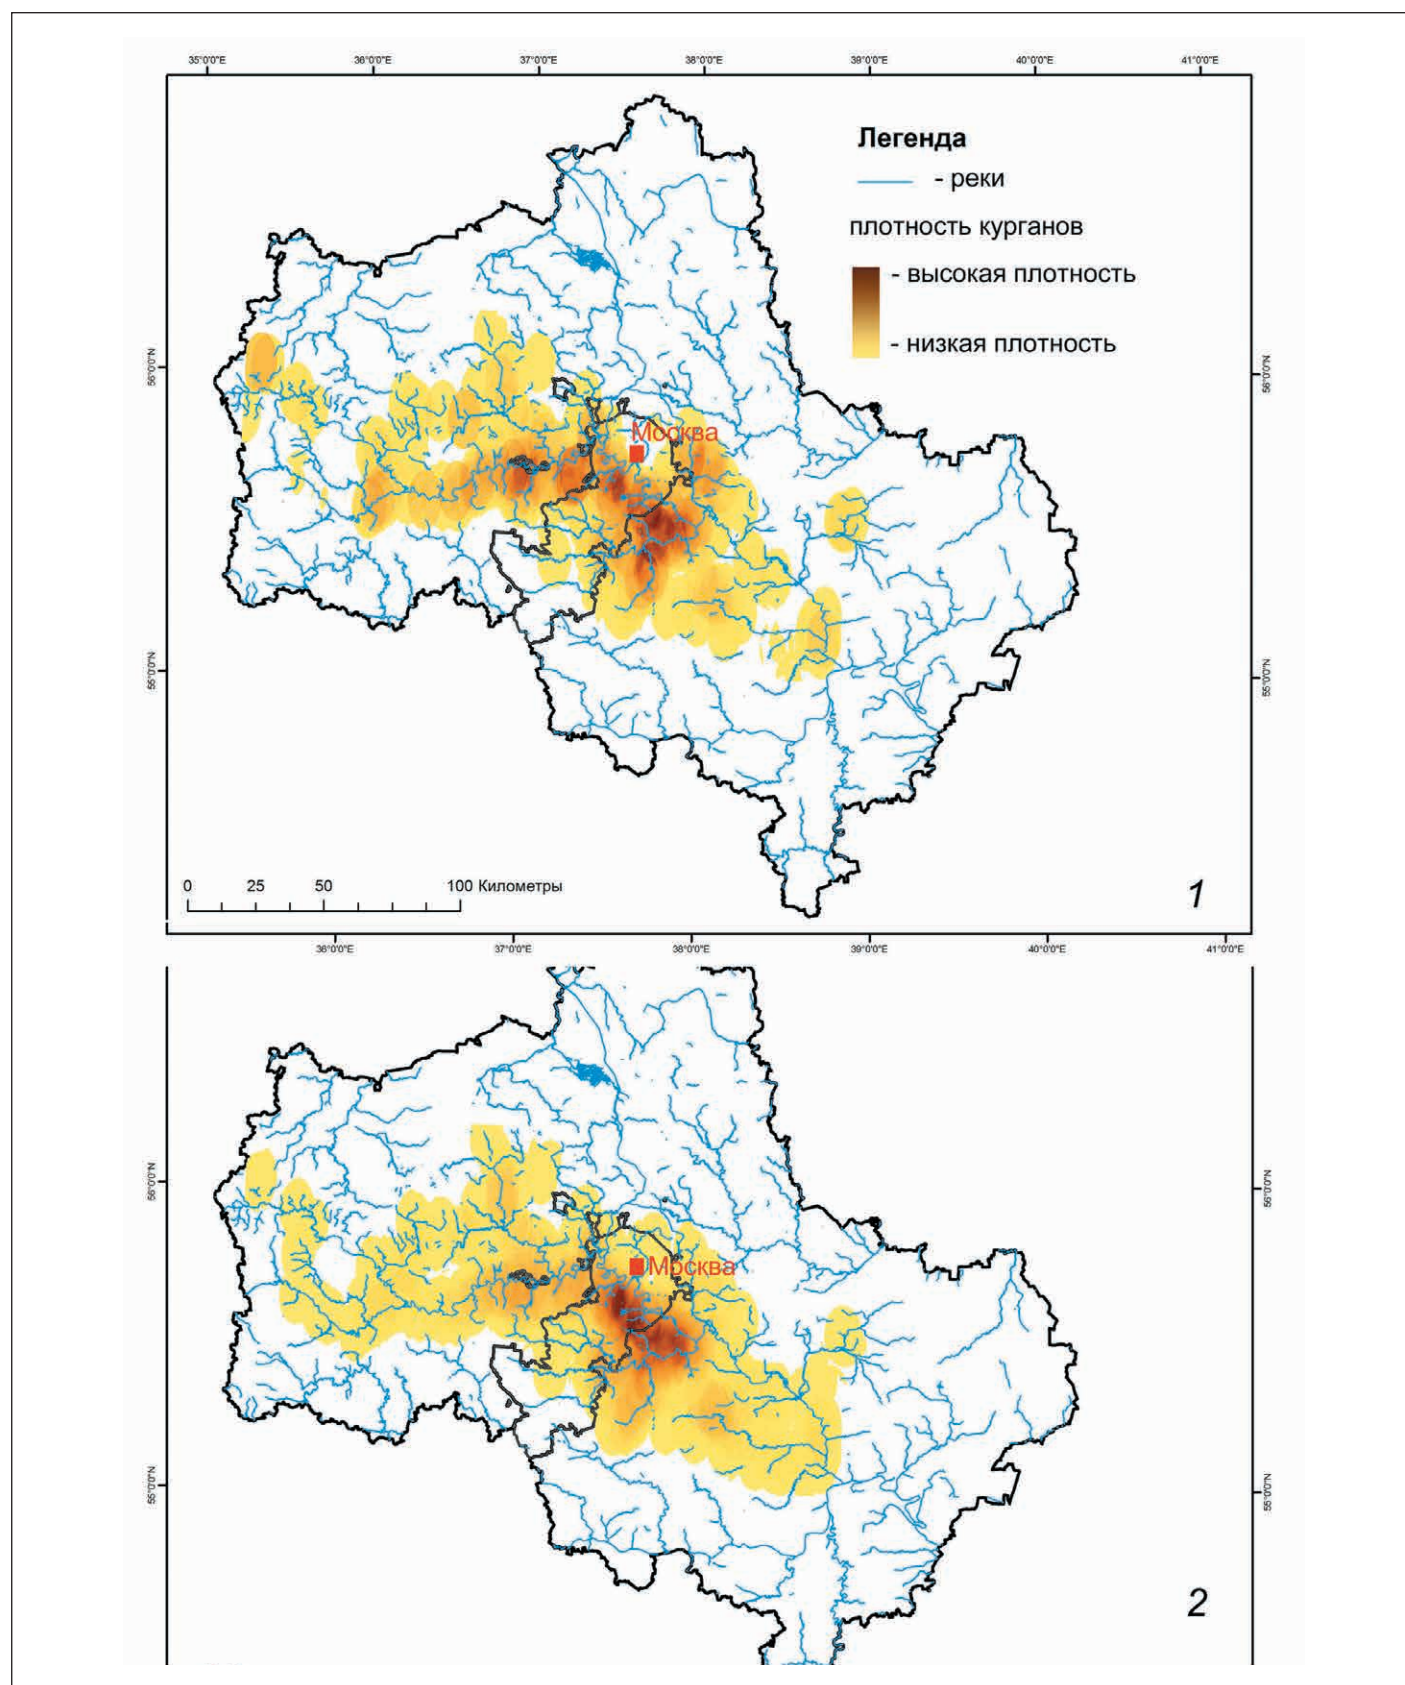 35°0'0"E 36°0'0"E 37°0'0"E 38°0'0"E 39°0'0"E 40°0'0"E 41°0'0"E
Легенда
- реки
плотность курганов
- высокая плотность
- низкая плотность
56°0'0"N
56°0'0"N
Москва
55°0'0"N
55°0'0"N
0 25 50 100 Километры
1
36°0'0"E 37°0'0"E 38°0'0"E 39°0'0"E 40°0'0"E 41°0'0"E
56°0'0"N
56°0'0"N
Москва
55°0'0"N
55°0'0"N
2